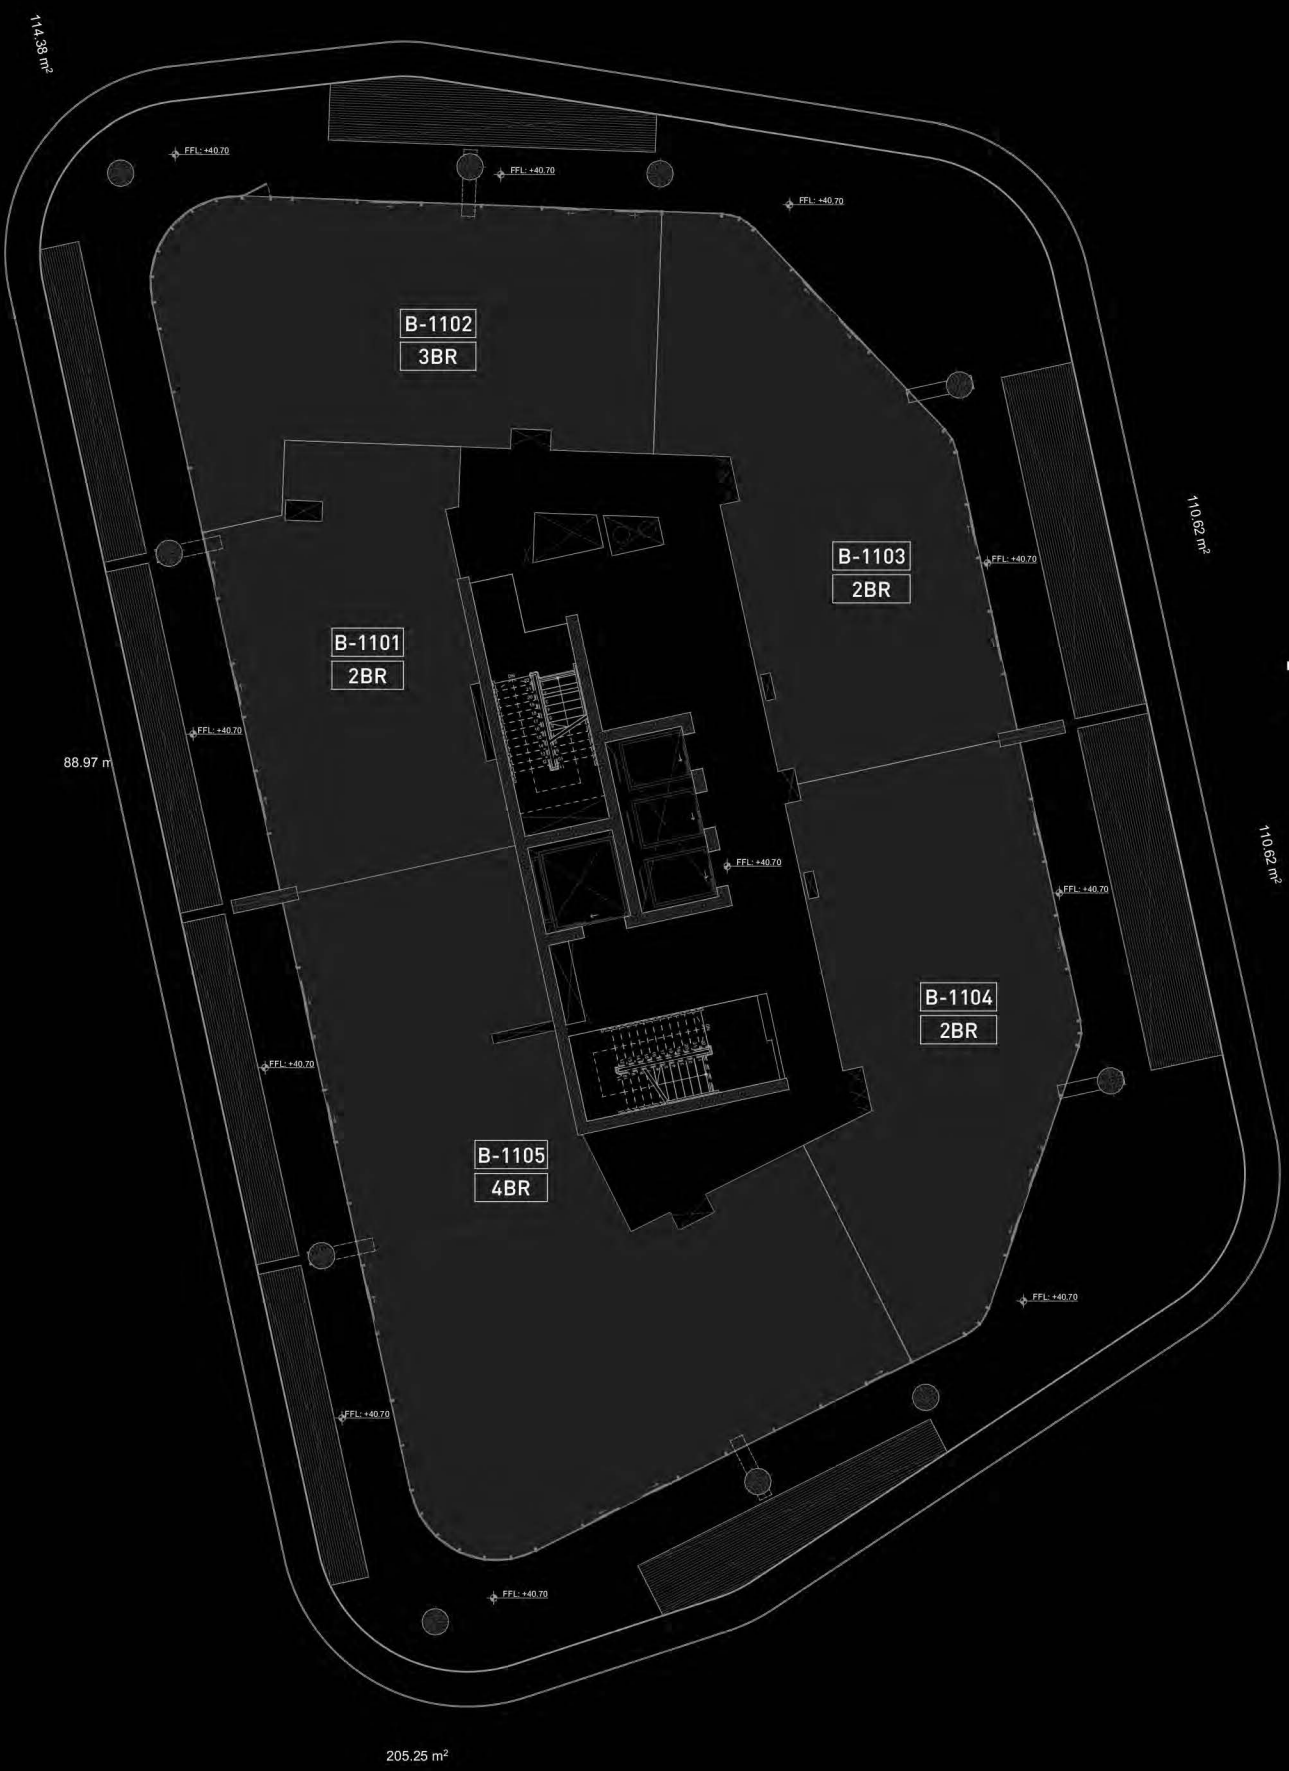 114.38 m²
FFL: +40.70
FFL: +40.70
FFL: +40.70
B-1102
3BR
110.62 m²
B-1103
2BR
FFL: +40.70
B-1101
2BR
FFL: +40.70
88.97 m
110.62 m²
FFL: +40.70
FFL: +40.70
B-1104
2BR
FFL: +40.70
B-1105
4BR
FFL: +40.70
FFL: +40.70
FFL: +40.70
205.25 m²